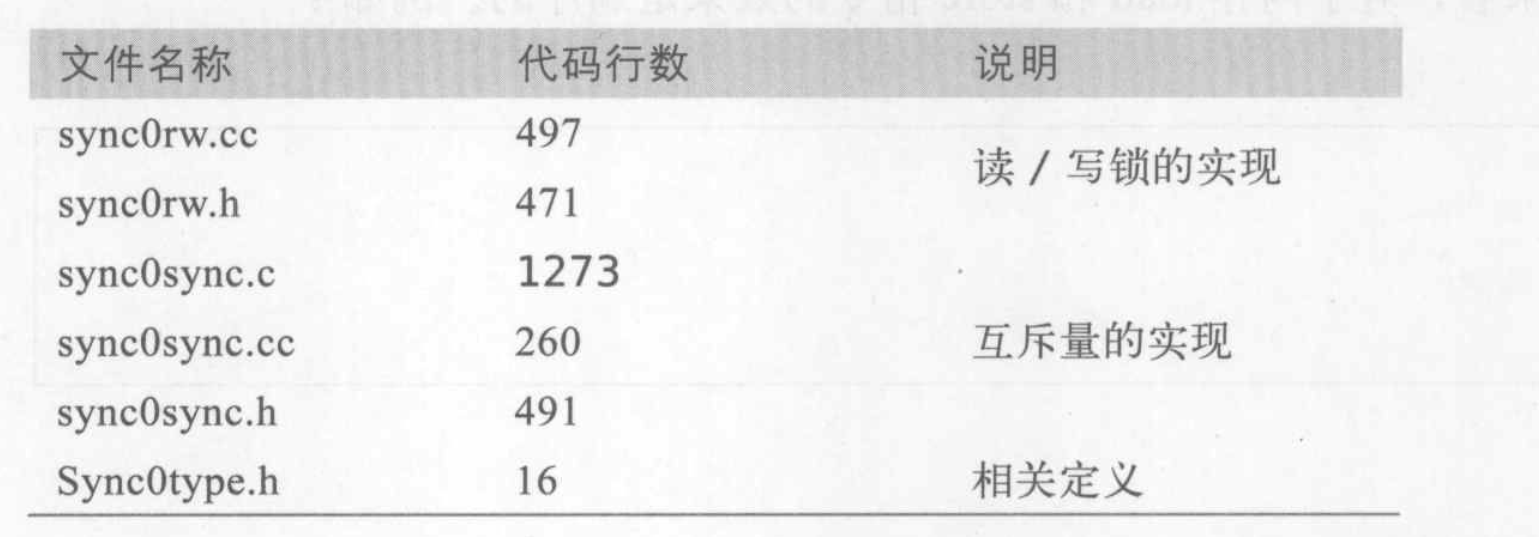 文件名称 代码行数 说明
sync0rw.cc 497
读 / 写锁的实现
sync0rw.h 471
sync0sync.c 1273
sync0sync.cc 260 互斥量的实现
sync0sync.h 491
Sync0type.h 16 相关定义